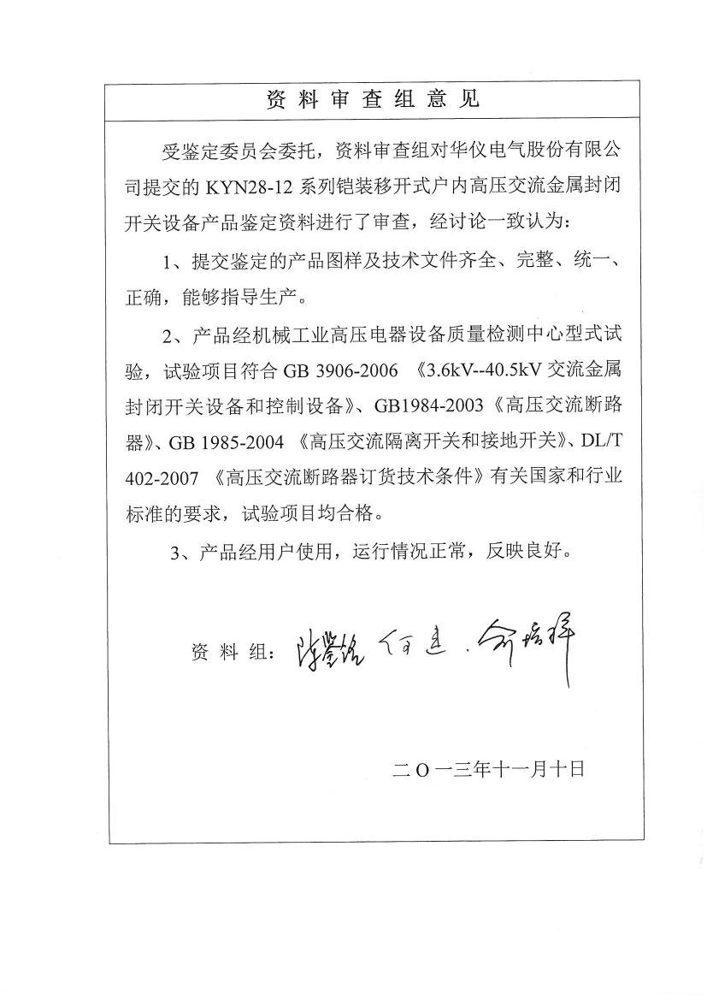 资料审查组意见
受鉴定委员会委托，资料审查组对华仪电气股份有限公
司提交的 KYN28-12 系列铠装移开式户内高压交流金属封闭
开关设备产品鉴定资料进行了审查，经讨论一致认为：
1、提交鉴定的产品图样及技术文件齐全、完整、统一、
正确，能够指导生产。
2、产品经机械工业高压电器设备质量检测中心型式试
验，试验项目符合 GB 3906-2006 《3.6kV--40.5kV 交流金属
封闭开关设备和控制设备》、GB1984-2003《高压交流断路
器》、GB 1985-2004 《高压交流隔离开关和接地开关》、DL/T
402-2007 《高压交流断路器订货技术条件》有关国家和行业
标准的要求，试验项目均合格。
3、产品经用户使用，运行情况正常，反映良好。
资 料 组：
二 O 一三年十一月十日